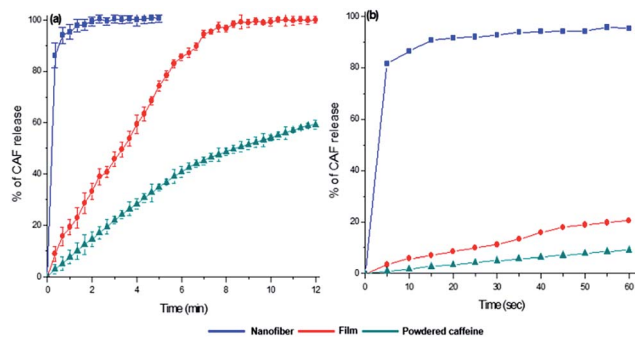 (a)
% of CAF release
100
80
60
40
20
0
0 2 4 6 8 10 12
Time (min)
(b)
% of CAF release
100
80
60
40
20
0
0 10 20 30 40 50 60
Time (sec)
Nanofiber Film Powdered caffeine